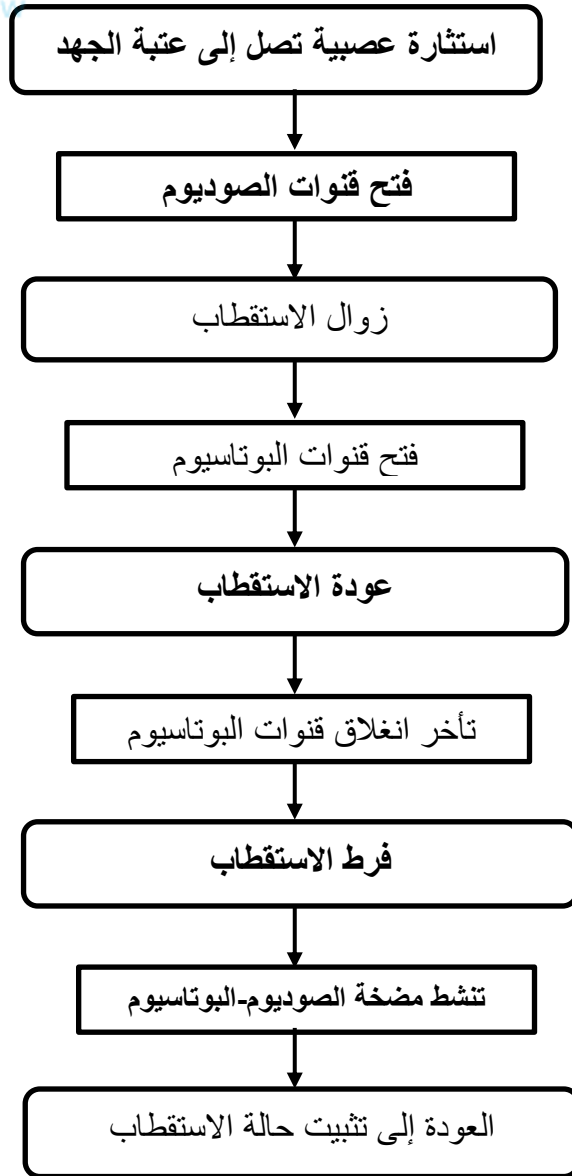 استثارة عصبية تصل إلى عتبة الجهد
فتح قنوات الصوديوم
زوال الاستقطاب
فتح قنوات البوتاسيوم
عودة الاستقطاب
تأخر انغلاق قنوات البوتاسيوم
فرط الاستقطاب
تنشط مضخة الصوديوم-البوتاسيوم
العودة إلى تثبيت حالة الاستقطاب